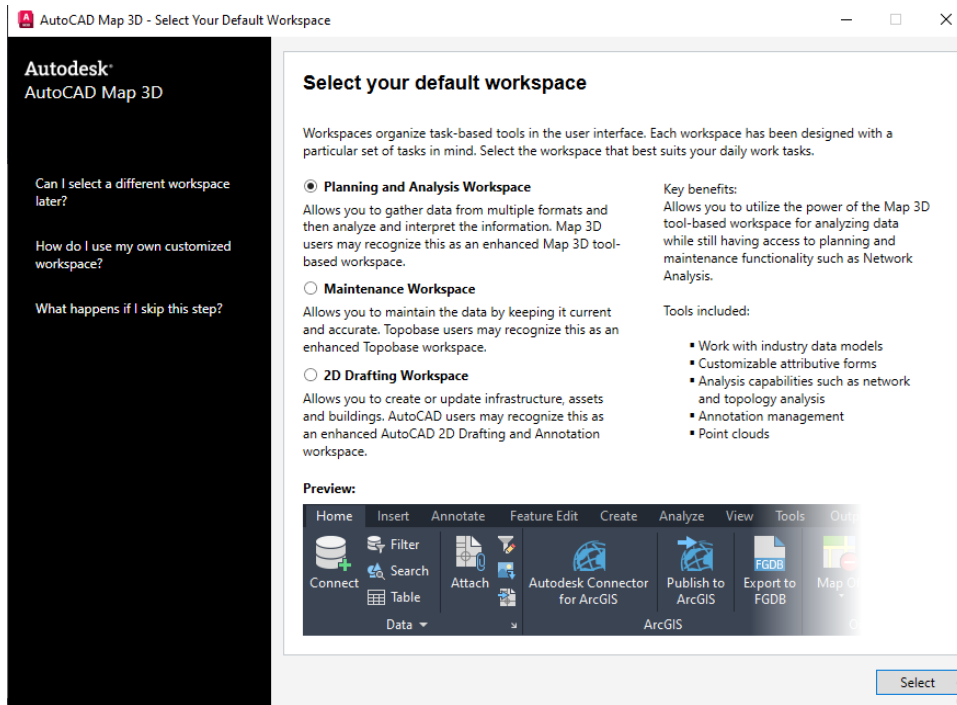 AutoCAD Map 3D - Select Your Default Workspace
Autodesk
AutoCAD Map 3D
Can I select a different workspace
later?
How do I use my own customized
workspace?
What happens if I skip this step?
Select your default workspace
Workspaces organize task-based tools in the user interface. Each workspace has been designed with a
particular set of tasks in mind. Select the workspace that best suits your daily work tasks.
Planning and Analysis Workspace
Allows you to gather data from multiple formats and
then analyze and interpret the information. Map 3D
users may recognize this as an enhanced Map 3D tool-
based workspace.
Maintenance Workspace
Allows you to maintain the data by keeping it current
and accurate. Topobase users may recognize this as an
enhanced Topobase workspace.
2D Drafting Workspace
Allows you to create or update infrastructure, assets
and buildings. AutoCAD users may recognize this as
an enhanced AutoCAD 2D Drafting and Annotation
workspace.
Key benefits:
Allows you to utilize the power of the Map 3D
tool-based workspace for analyzing data
while still having access to planning and
maintenance functionality such as Network
Analysis.
Tools included:
▪ Work with industry data models
▪ Customizable attributive forms
▪ Analysis capabilities such as network
and topology analysis
▪ Annotation management
▪ Point clouds
Preview:
Home Insert Annotate Feature Edit Create Analyze View Tools
Connect
Filter
Search
Table
Attach
Autodesk Connector
for ArcGIS
Publish to
ArcGIS
FGDB
Export to
FGDB
Map
Data
ArcGIS
Select